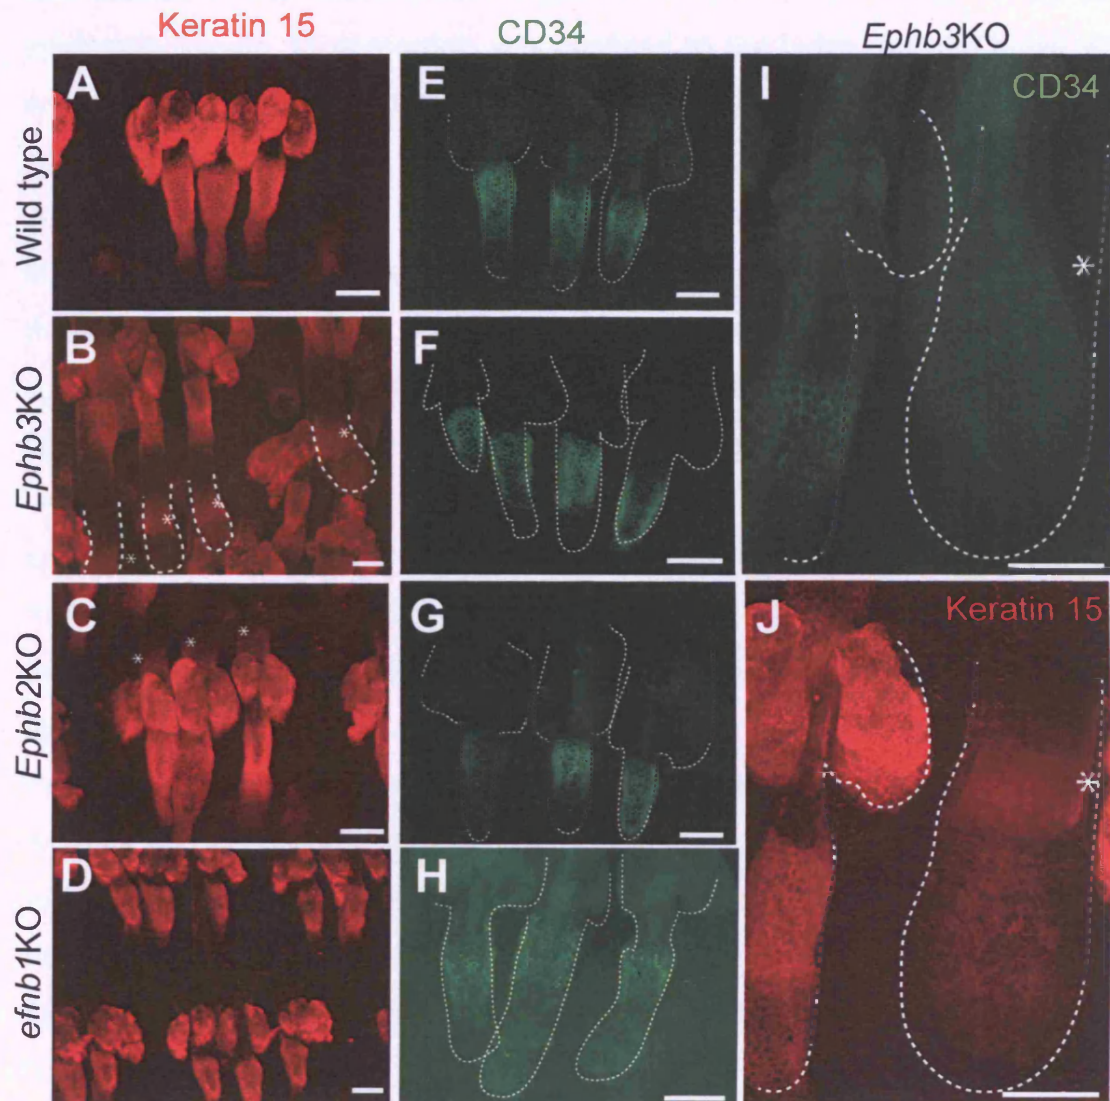 Keratin 15
CD34
Ephb3KO
Wild type
A
E
I
CD34
Ephb3KO
B
F
Ephb2KO
C
G
J
Keratin 15
efnb1KO
D
H